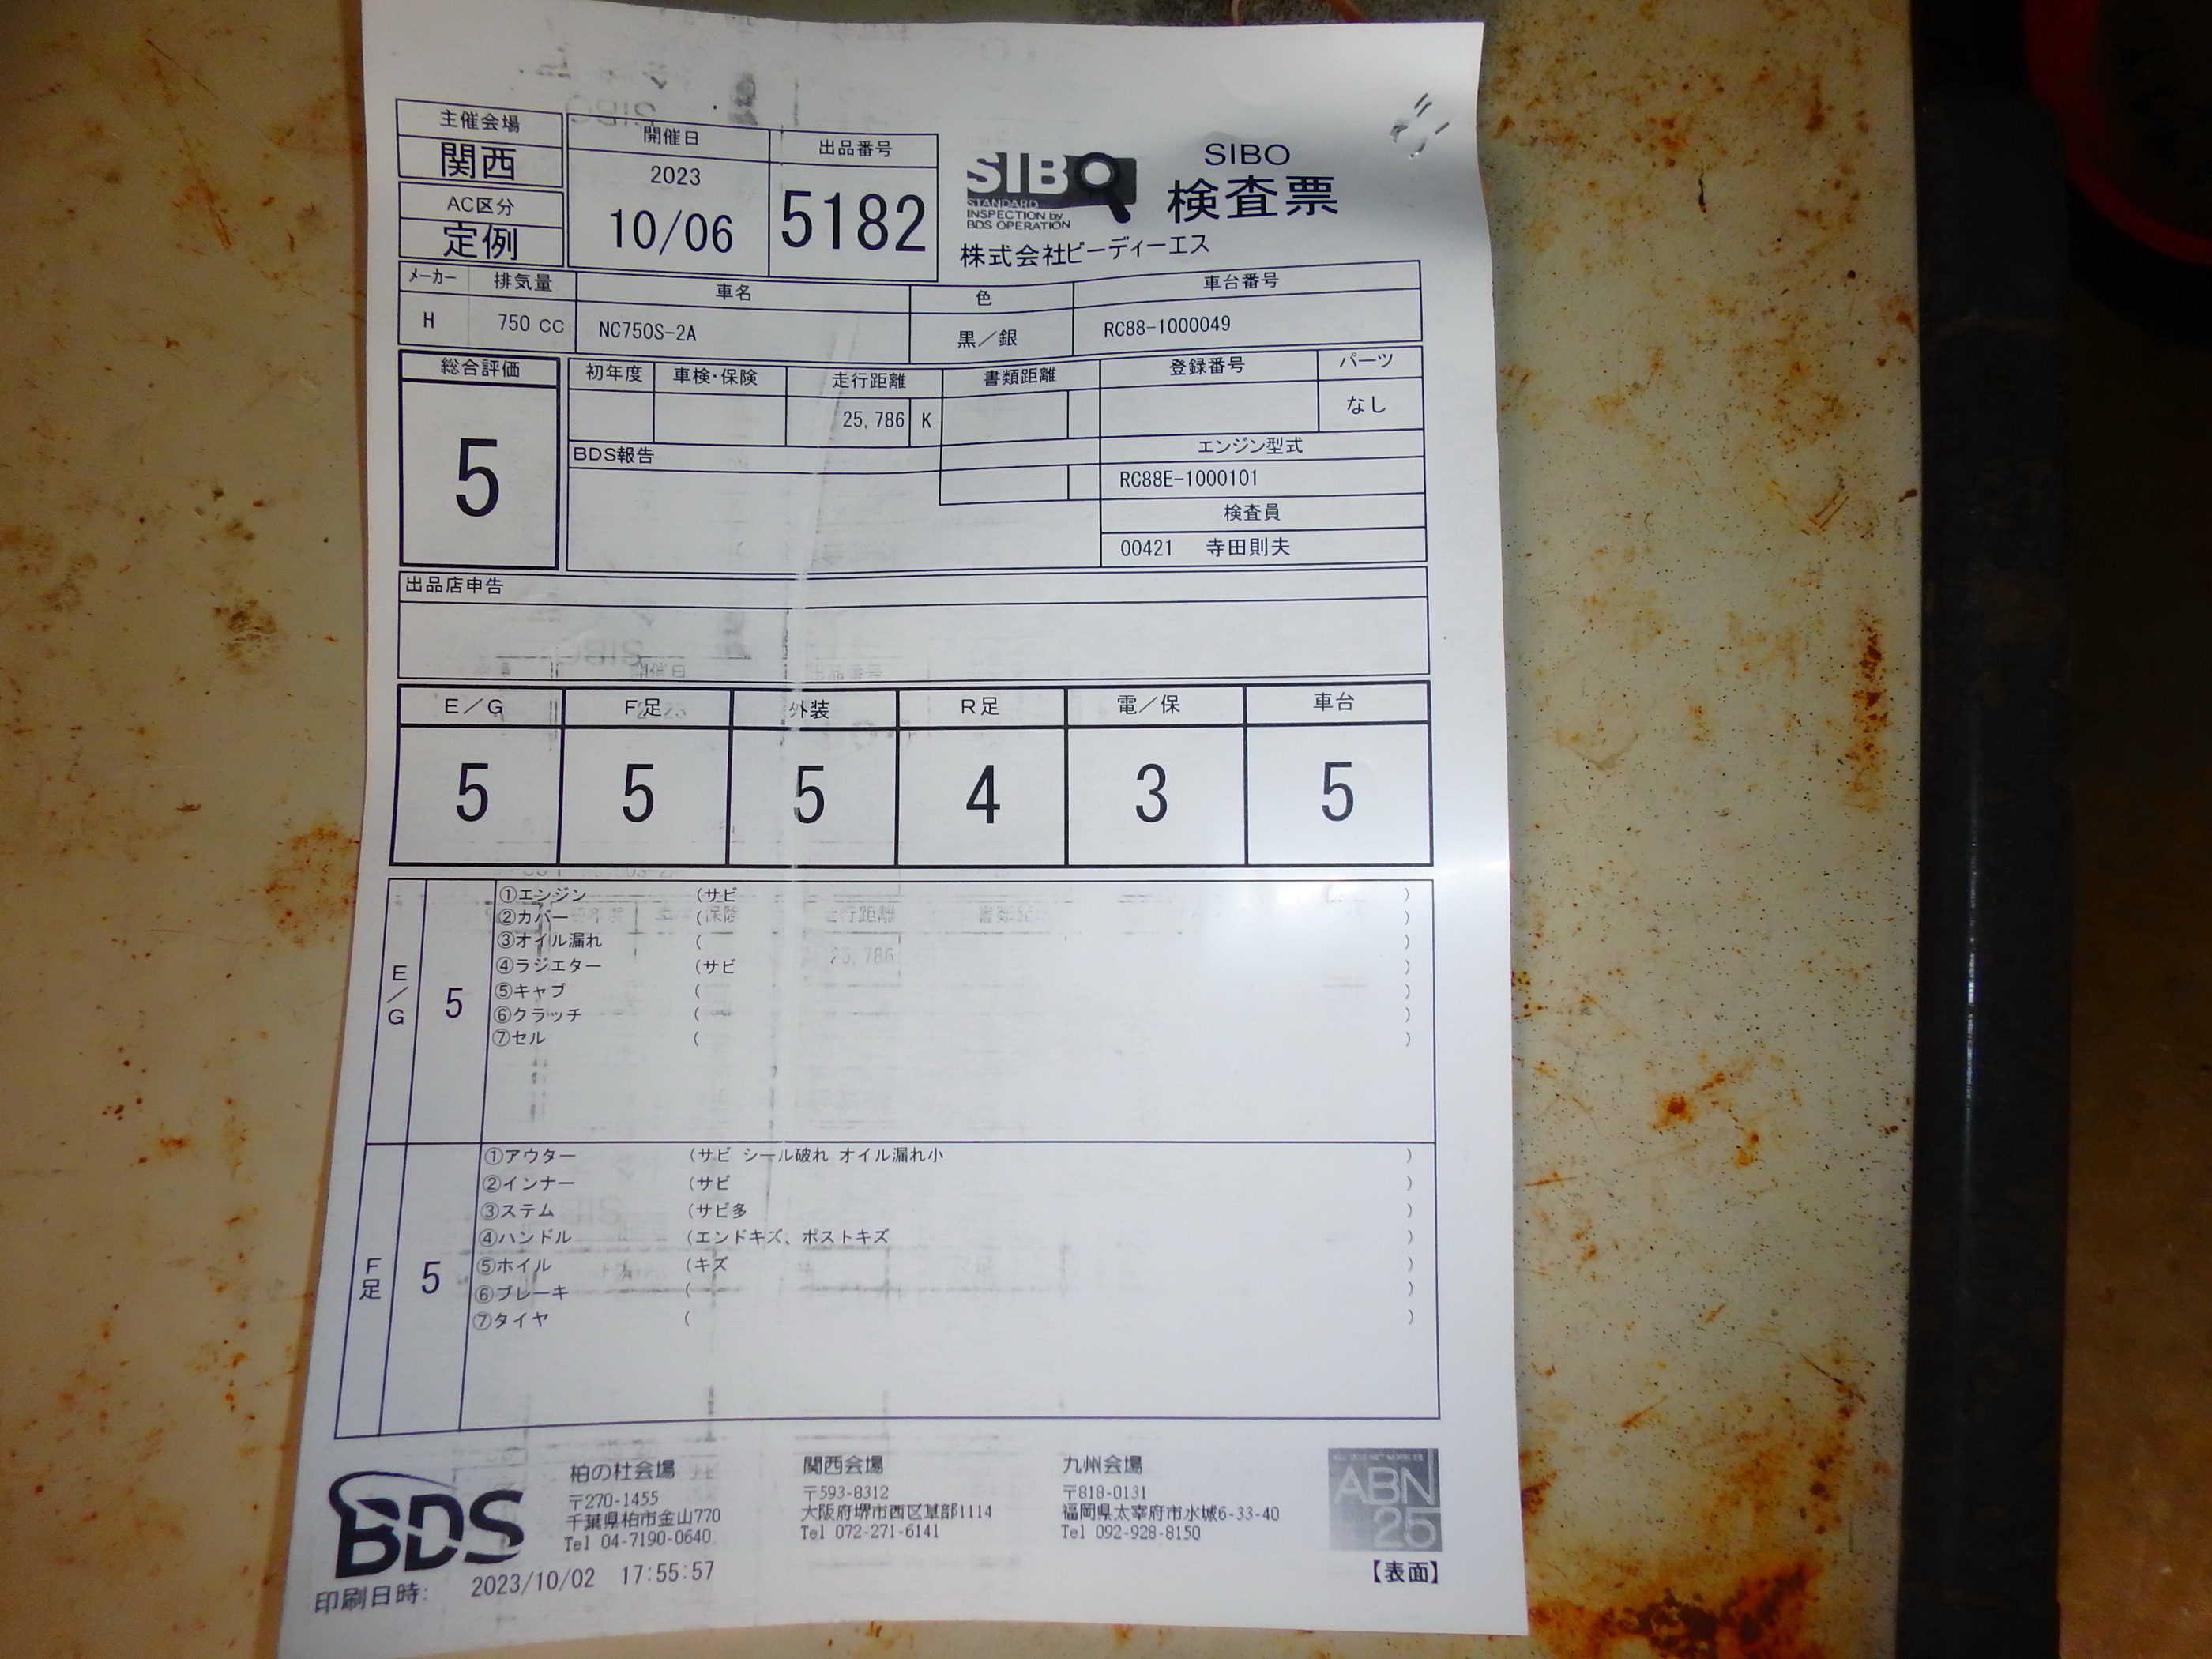 主催会場
関西
AC区分
定例
開催日
2023
10/06
出品番号
5182
SIBO
STANDARD
INSPECTION by
BDS OPERATION
SIBO
検査票
株式会社ビーディーエス
メーカー 排気量 車名 色 車台番号
H 750 CC NC750S-2A 黒／銀 RC88-1000049
総合評価
5
初年度 車検・保険 走行距離 書類距離 登録番号 パーツ
25,786 K なし
BDS報告
エンジン型式
RC88E-1000101
検査員
00421 寺田則夫
出品店申告
E／G F足 外装 R足 電／保 車台
5 5 5 4 3 5
E／G 5
①エンジン (サビ )
②カバー ( )
③オイル漏れ ( )
④ラジエター (サビ )
⑤キャブ ( )
⑥クラッチ ( )
⑦セル ( )
F足 5
①アウター (サビ シール破れ オイル漏れ小 )
②インナー (サビ )
③ステム (サビ多 )
④ハンドル (エンドキズ、ポストキズ )
⑤ホイル (キズ )
⑥ブレーキ ( )
⑦タイヤ ( )
BDS
柏の杜会場
〒270-1455
千葉県柏市金山770
Tel 04-7190-0640
関西会場
〒593-8312
大阪府堺市西区草部1114
Tel 072-271-6141
九州会場
〒818-0131
福岡県太宰府市水城6-33-40
Tel 092-928-8150
ABN
25
【表面】
印刷日時: 2023/10/02 17:55:57